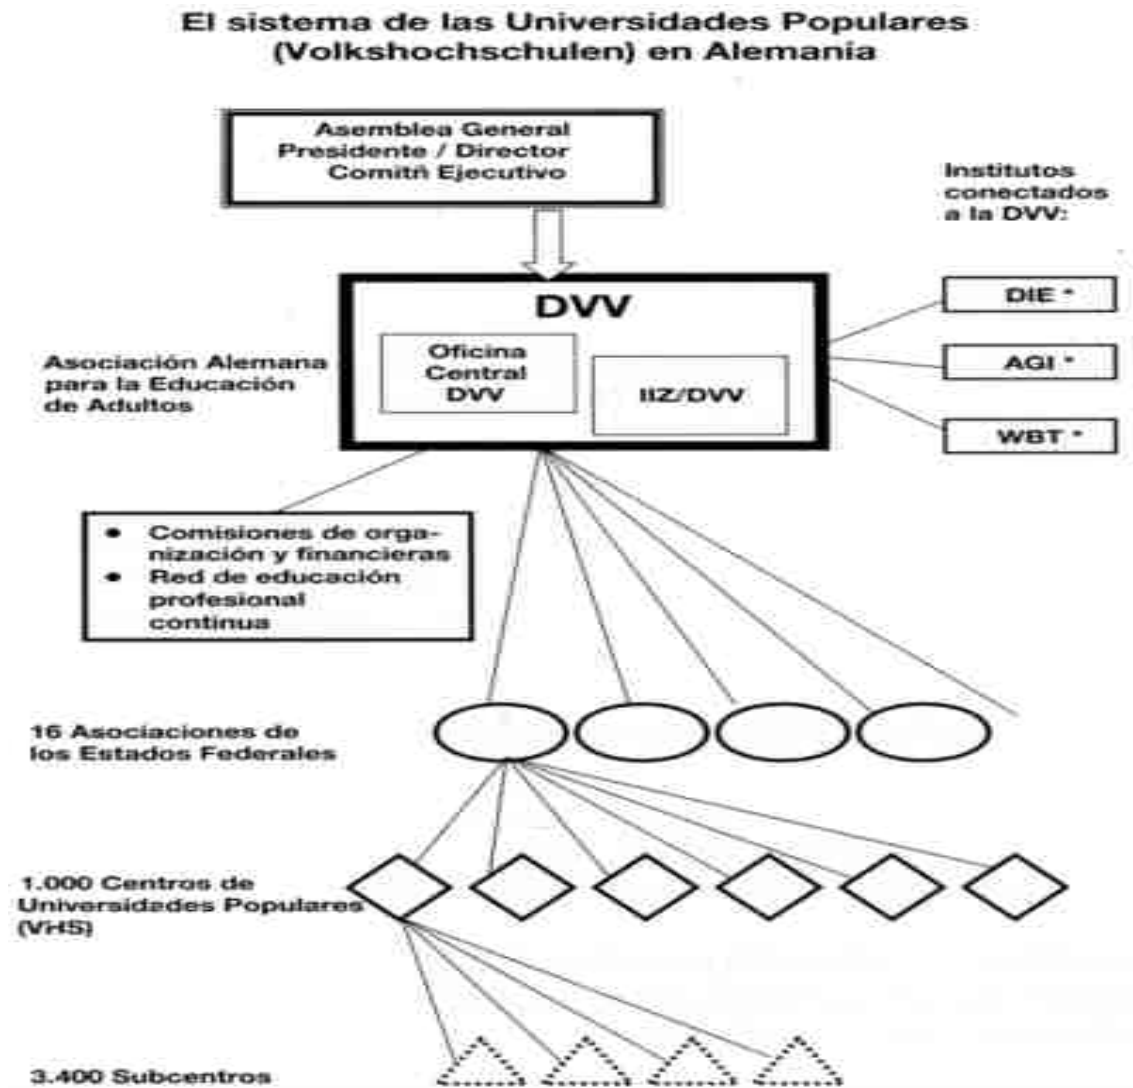 El sistema de las Universidades Populares
(Volkshochschulen) en Alemania
Asemblea General
Presidente / Director
Comitñ Ejecutivo
Institutos
conectados
a la DVV:
DVV
Oficina
Central
DVV
IIZ/DVV
DIE *
AGI *
WBT *
Asociación Alemana
para la Educación
de Adultos
• Comisiones de orga-
nización y financieras
• Red de educación
profesional
continua
16 Asociaciones de
los Estados Federales
1.000 Centros de
Universidades Populares
(VHS)
3.400 Subcentros